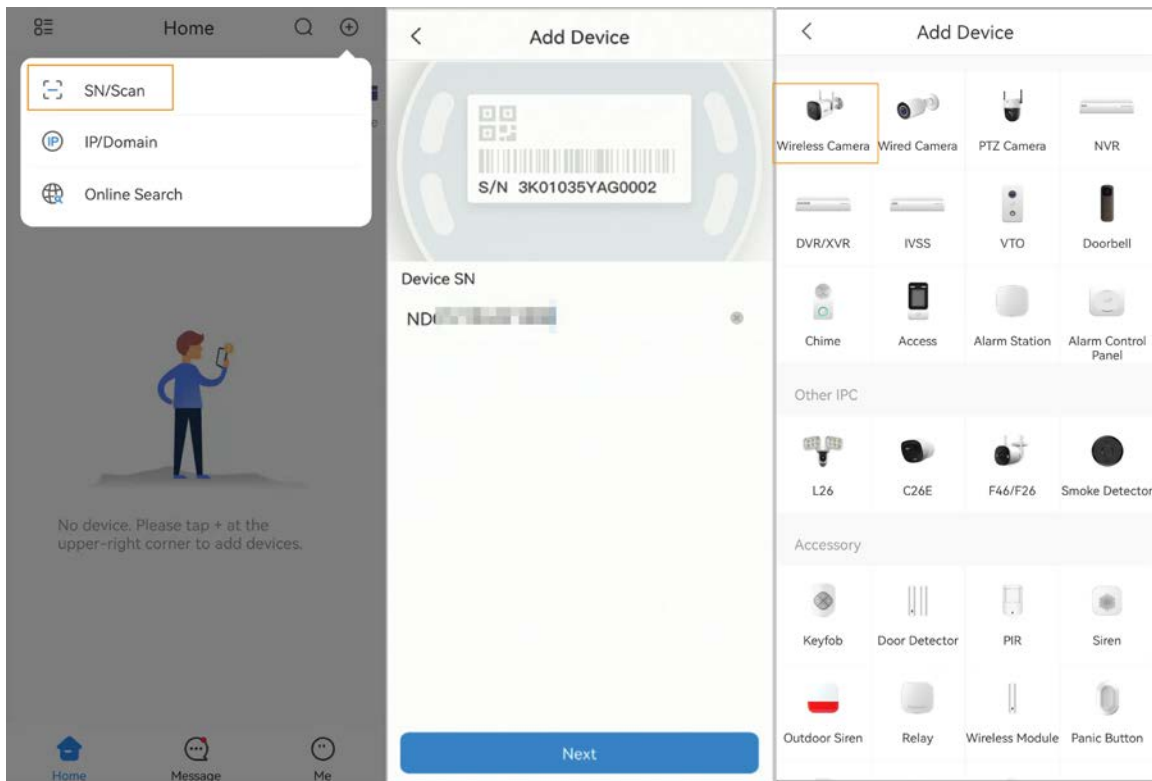 Home
SN/Scan
IP/Domain
Online Search
No device. Please tap + at the
upper-right corner to add devices.
Home
Message
Me
Add Device
S/N 3K01035YAG0002
Device SN
ND
Next
Add Device
Wireless Camera
Wired Camera
PTZ Camera
NVR
DVR/XVR
IVSS
VTO
Doorbell
Chime
Access
Alarm Station
Alarm Control
Panel
Other IPC
L26
C26E
F46/F26
Smoke Detector
Accessory
Keyfob
Door Detector
PIR
Siren
Outdoor Siren
Relay
Wireless Module
Panic Button